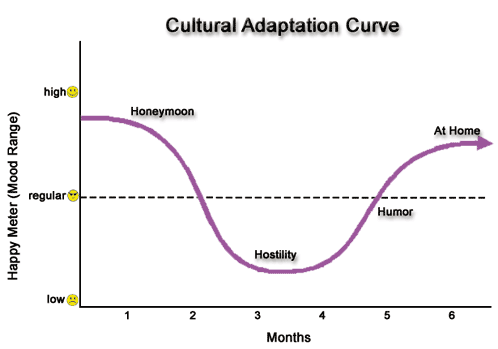 Cultural Adaptation Curve
Happy Meter (Mood Range)
high
Honeymoon
At Home
regular
Humor
Hostility
low
1 2 3 4 5 6
Months